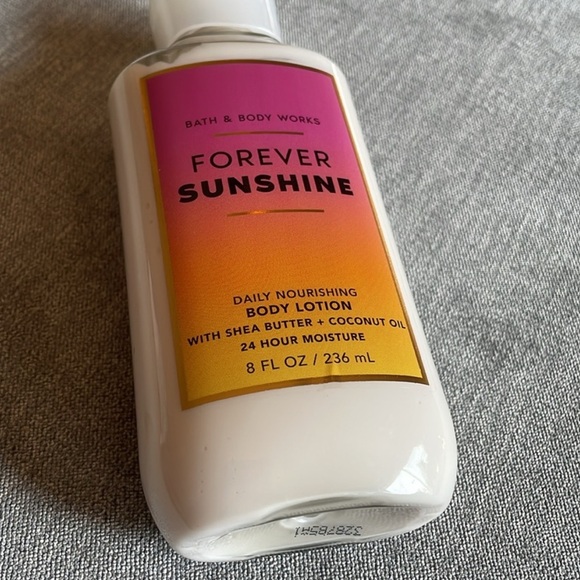 BATH & BODY WORKS
FOREVER
SUNSHINE
DAILY NOURISHING
BODY LOTION
WITH SHEA BUTTER + COCONUT OIL
24 HOUR MOISTURE
8 FL OZ / 236 mL